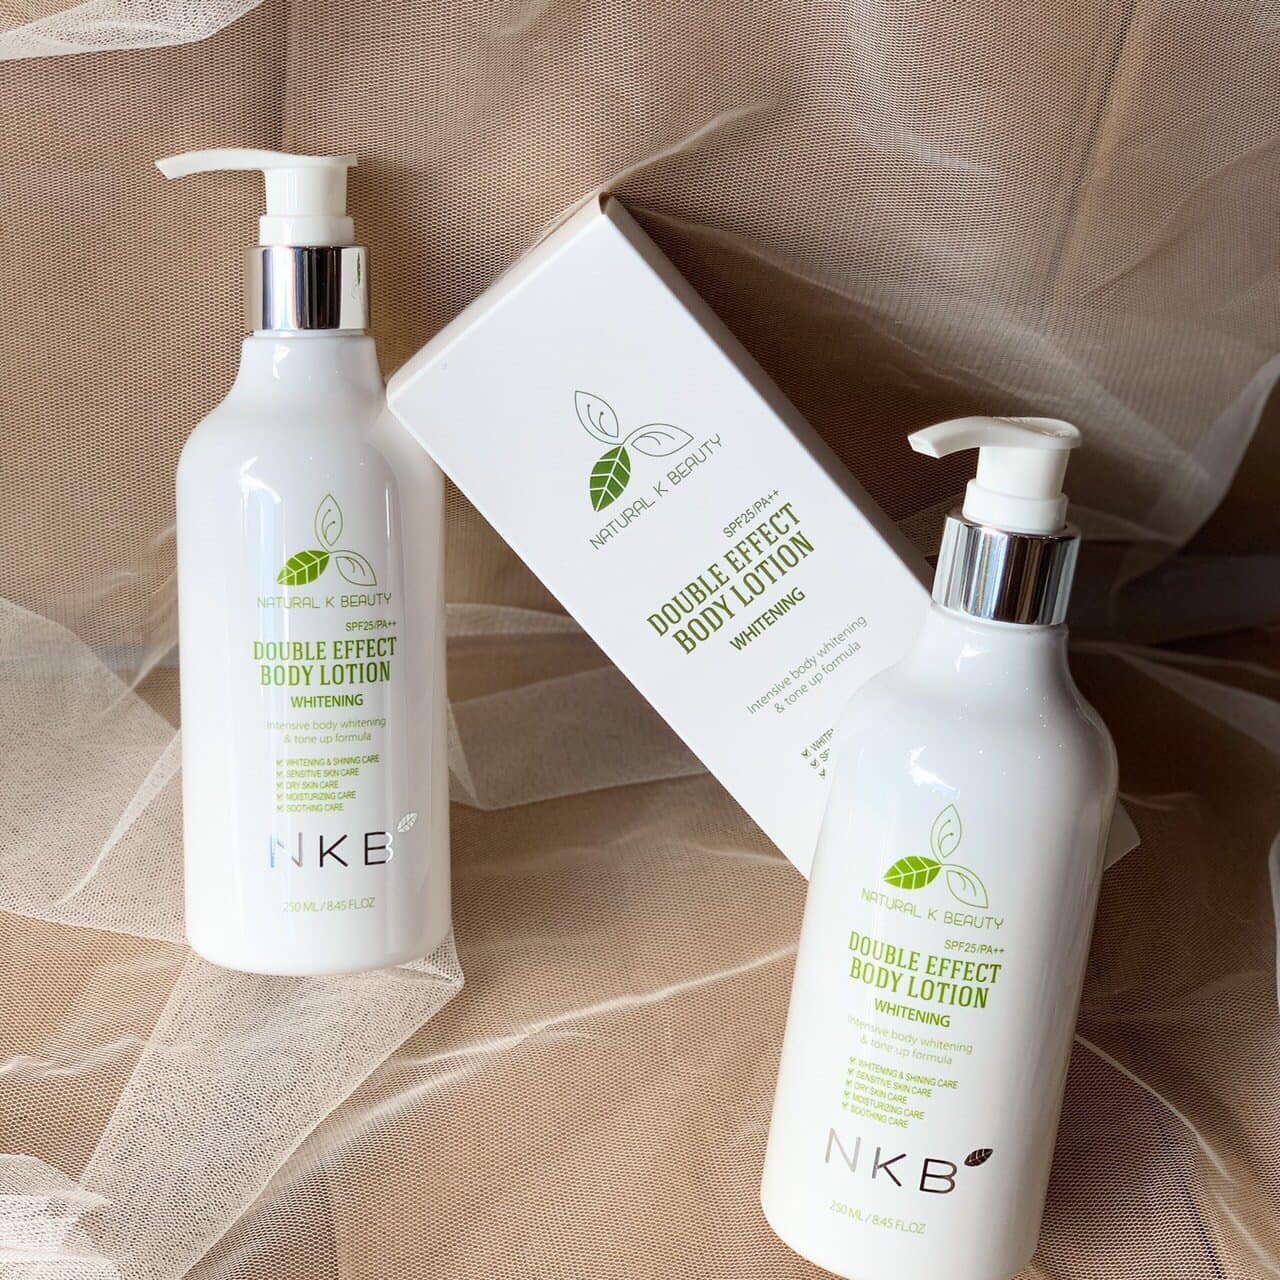 NATURAL K BEAUTY
SPF25/PA++
DOUBLE EFFECT
BODY LOTION
WHITENING
Intensive body whitening
& tone up formula
WHITENING & SHINING CARE
SENSITIVE SKIN CARE
DRY SKIN CARE
MOISTURIZING CARE
SOOTHING CARE
NKB
250 ML / 8.45 FL.OZ
NATURAL K BEAUTY
SPF25/PA++
DOUBLE EFFECT
BODY LOTION
WHITENING
Intensive body whitening
& tone up formula
NATURAL K BEAUTY
SPF25/PA++
DOUBLE EFFECT
BODY LOTION
WHITENING
Intensive body whitening
& tone up formula
WHITENING & SHINING CARE
SENSITIVE SKIN CARE
DRY SKIN CARE
MOISTURIZING CARE
SOOTHING CARE
NKB
250 ML / 8.45 FL.OZ